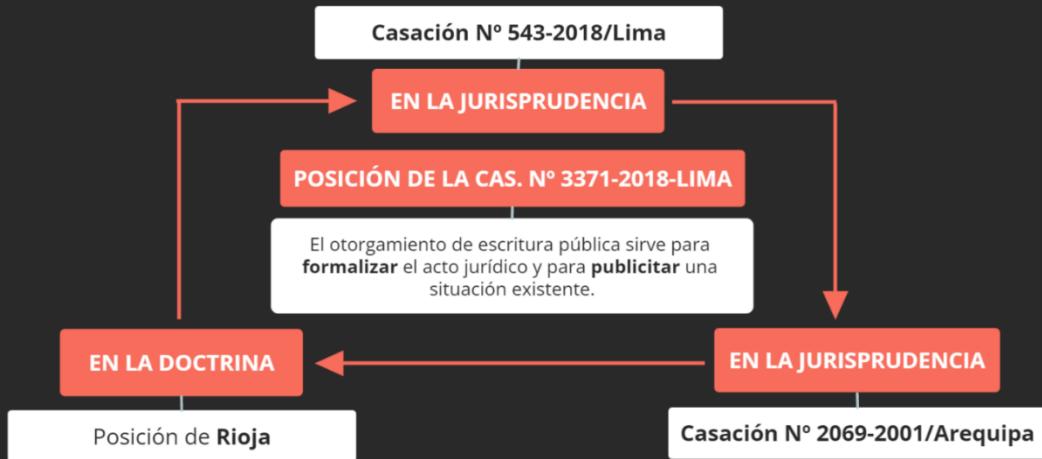 Casación Nº 543-2018/Lima
EN LA JURISPRUDENCIA
POSICIÓN DE LA CAS. Nº 3371-2018-LIMA
El otorgamiento de escritura pública sirve para
formalizar el acto jurídico y para publicitar una
situación existente.
EN LA DOCTRINA
Posición de Rioja
EN LA JURISPRUDENCIA
Casación Nº 2069-2001/Arequipa